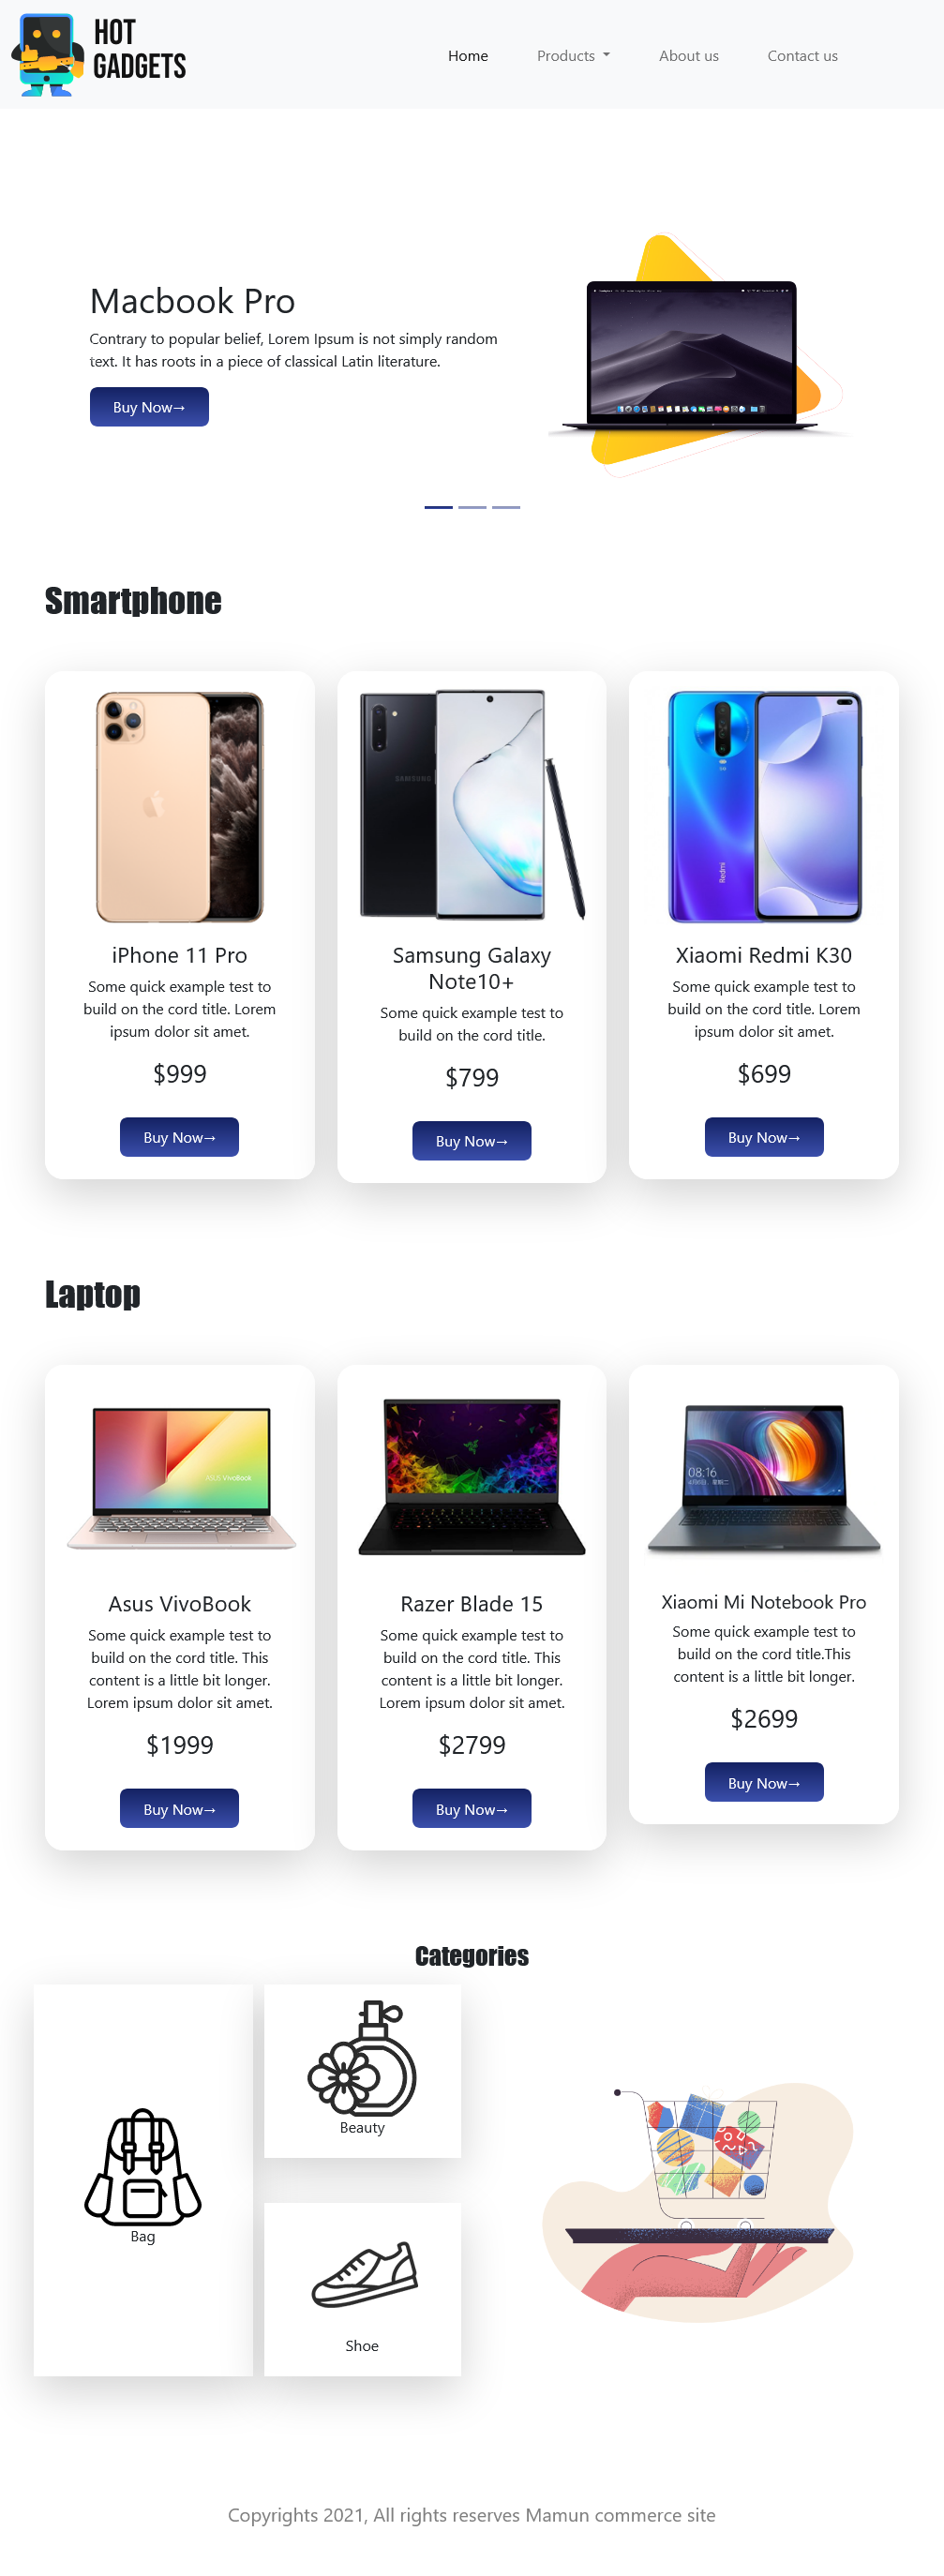 HOT
GADGETS
Home
Products
About us
Contact us
Macbook Pro
Contrary to popular belief, Lorem Ipsum is not simply random
text. It has roots in a piece of classical Latin literature.
Buy Now→
Smartphone
SAMSUNG
Redmi
iPhone 11 Pro
Some quick example test to
build on the cord title. Lorem
ipsum dolor sit amet.
$999
Buy Now→
Samsung Galaxy
Note10+
Some quick example test to
build on the cord title.
$799
Buy Now→
Xiaomi Redmi K30
Some quick example test to
build on the cord title. Lorem
ipsum dolor sit amet.
$699
Buy Now→
Laptop
ASUS VivoBook
08:16
Asus VivoBook
Some quick example test to
build on the cord title. This
content is a little bit longer.
Lorem ipsum dolor sit amet.
$1999
Buy Now→
Razer Blade 15
Some quick example test to
build on the cord title. This
content is a little bit longer.
Lorem ipsum dolor sit amet.
$2799
Buy Now→
Xiaomi Mi Notebook Pro
Some quick example test to
build on the cord title.This
content is a little bit longer.
$2699
Buy Now→
Categories
Bag
Beauty
Shoe
Copyrights 2021, All rights reserves Mamun commerce site